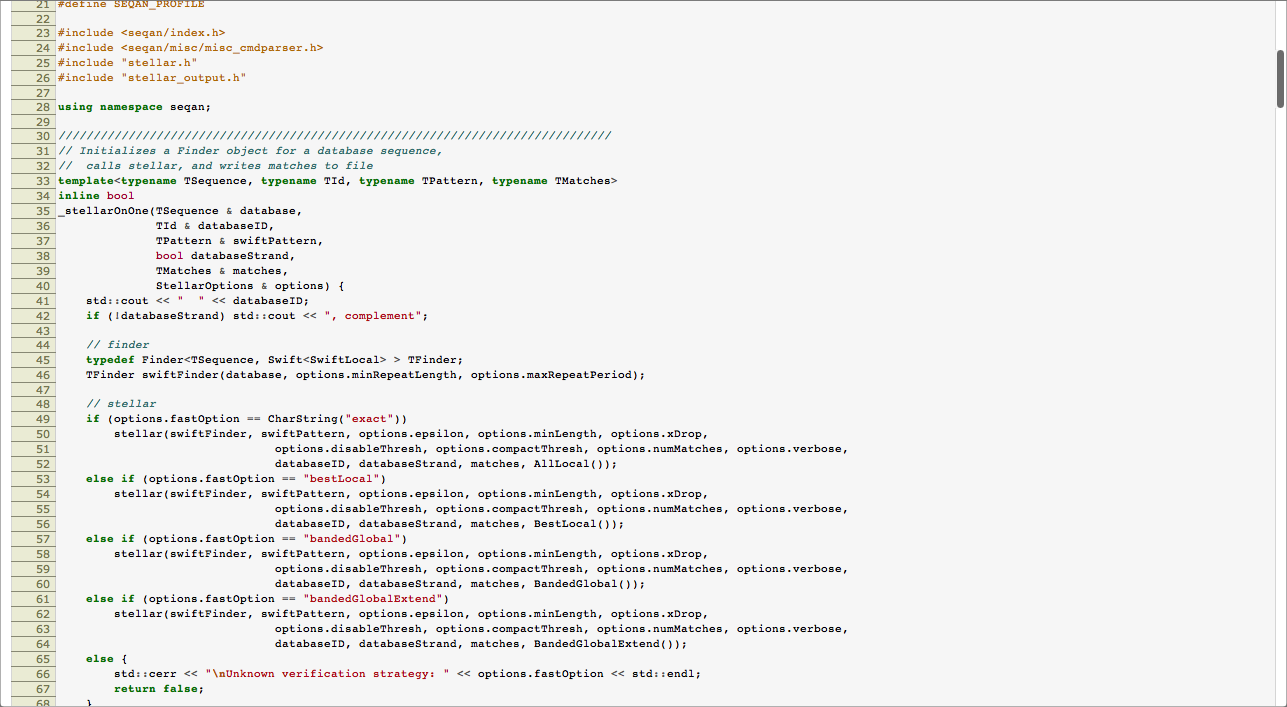 21 #define SEQAN_PROFILE
22
23 #include <seqan/index.h>
24 #include <seqan/misc/misc_cmdparser.h>
25 #include "stellar.h"
26 #include "stellar_output.h"
27
28 using namespace seqan;
29
30 ///////////////////////////////////////////////////////////////////////////////
31 // Initializes a Finder object for a database sequence,
32 //  calls stellar, and writes matches to file
33 template<typename TSequence, typename TId, typename TPattern, typename TMatches>
34 inline bool
35 _stellarOnOne(TSequence & database,
36               TId & databaseID,
37               TPattern & swiftPattern,
38               bool databaseStrand,
39               TMatches & matches,
40               StellarOptions & options) {
41     std::cout << "  " << databaseID;
42     if (!databaseStrand) std::cout << ", complement";
43
44     // finder
45     typedef Finder<TSequence, Swift<SwiftLocal> > TFinder;
46     TFinder swiftFinder(database, options.minRepeatLength, options.maxRepeatPeriod);
47
48     // stellar
49     if (options.fastOption == CharString("exact"))
50         stellar(swiftFinder, swiftPattern, options.epsilon, options.minLength, options.xDrop,
51                                options.disableThresh, options.compactThresh, options.numMatches, options.verbose,
52                                databaseID, databaseStrand, matches, AllLocal());
53     else if (options.fastOption == "bestLocal")
54         stellar(swiftFinder, swiftPattern, options.epsilon, options.minLength, options.xDrop,
55                                options.disableThresh, options.compactThresh, options.numMatches, options.verbose,
56                                databaseID, databaseStrand, matches, BestLocal());
57     else if (options.fastOption == "bandedGlobal")
58         stellar(swiftFinder, swiftPattern, options.epsilon, options.minLength, options.xDrop,
59                                options.disableThresh, options.compactThresh, options.numMatches, options.verbose,
60                                databaseID, databaseStrand, matches, BandedGlobal());
61     else if (options.fastOption == "bandedGlobalExtend")
62         stellar(swiftFinder, swiftPattern, options.epsilon, options.minLength, options.xDrop,
63                                options.disableThresh, options.compactThresh, options.numMatches, options.verbose,
64                                databaseID, databaseStrand, matches, BandedGlobalExtend());
65     else {
66         std::cerr << "\nUnknown verification strategy: " << options.fastOption << std::endl;
67         return false;
68     }